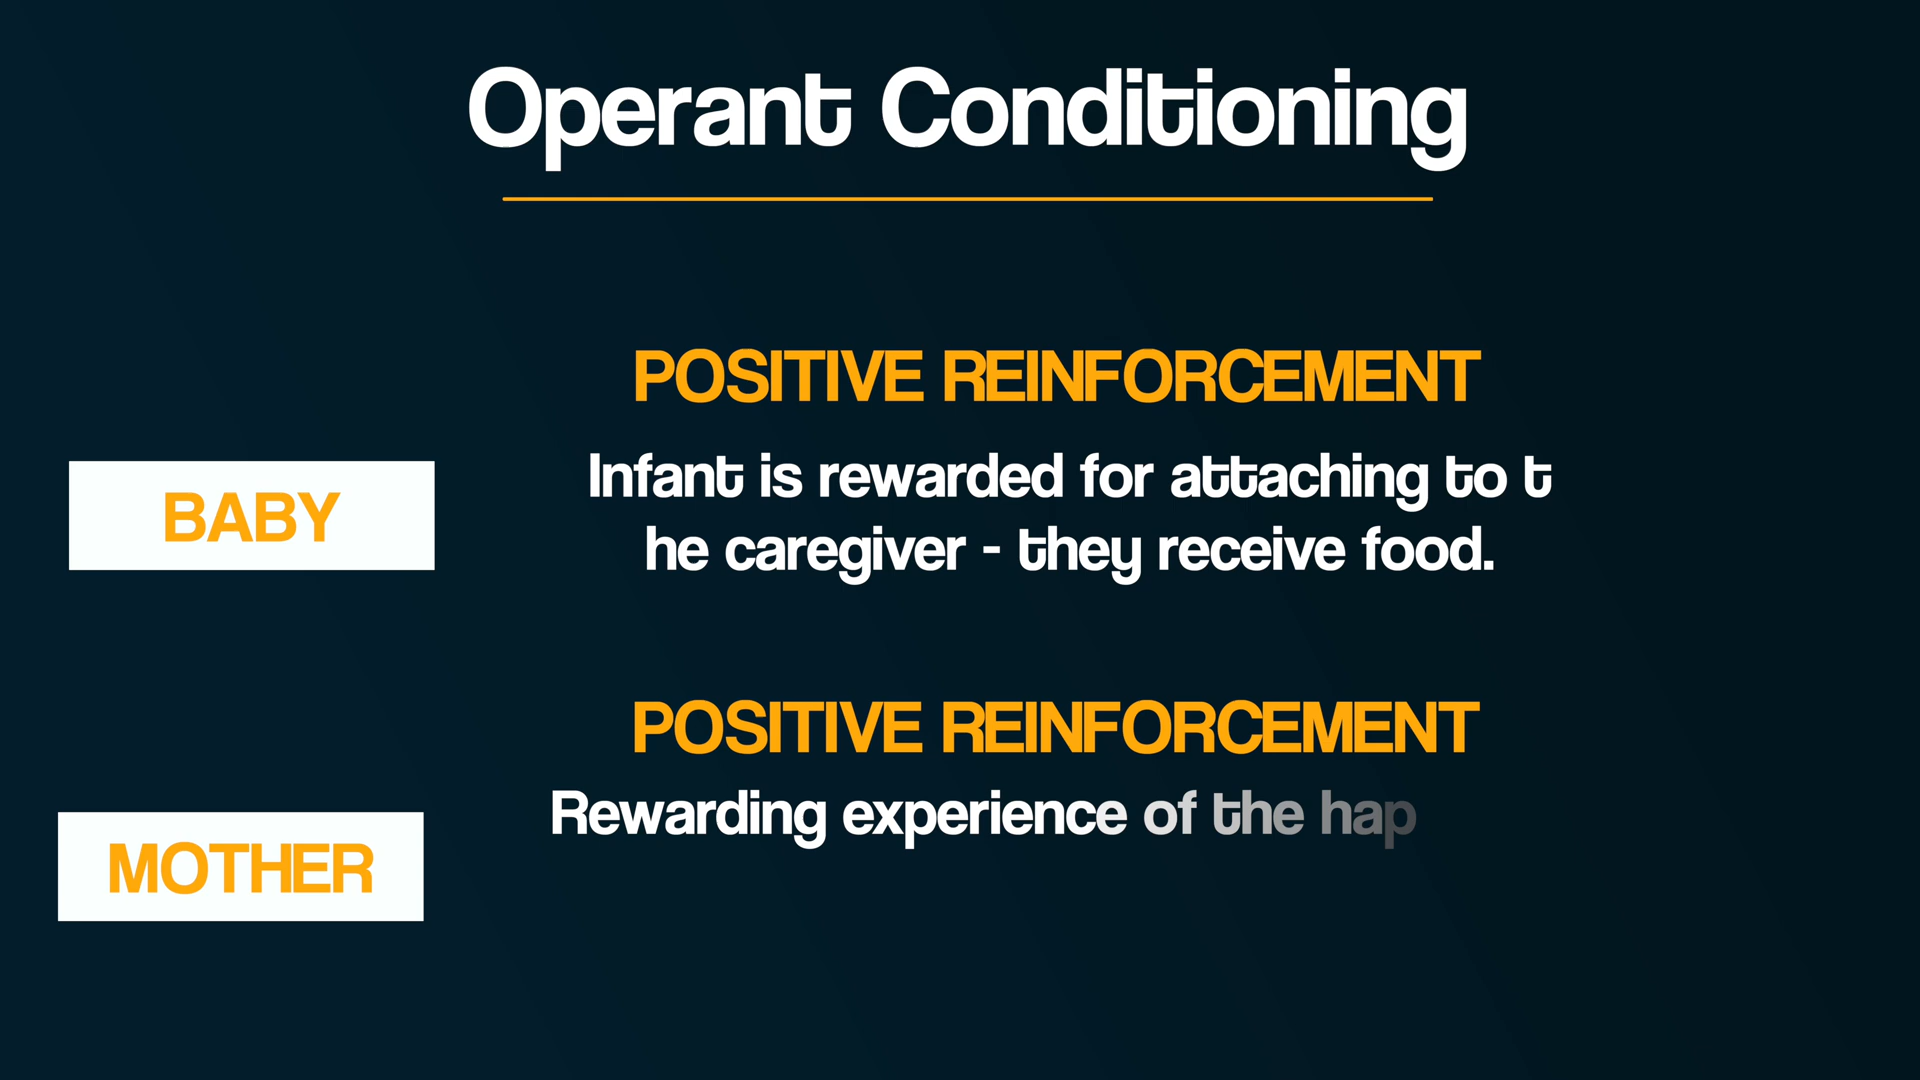 Operant Conditioning
POSITIVE REINFORCEMENT
Infant is rewarded for attaching to t
he caregiver - they receive food.
BABY
POSITIVE REINFORCEMENT
Rewarding experience of the hap
MOTHER